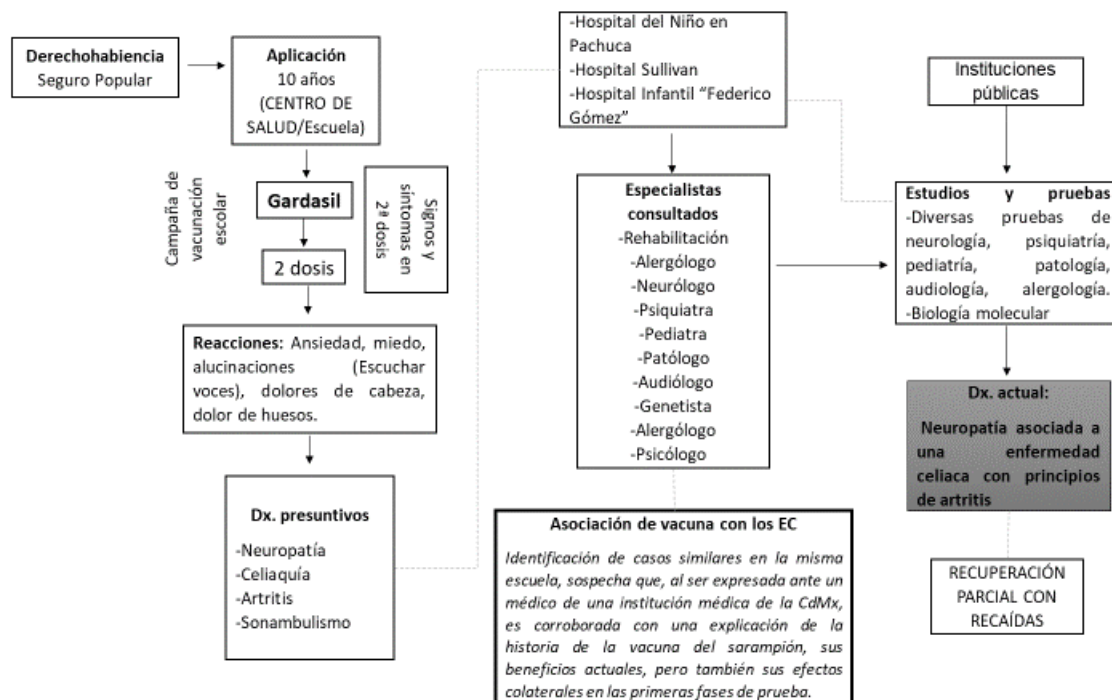 Derechohabiencia
Seguro Popular
Aplicación
10 años
(CENTRO DE
SALUD/Escuela)
Campaña de
vacunación
escolar
Gardasil
2 dosis
Signos y
síntomas en
2ª dosis
Reacciones: Ansiedad, miedo,
alucinaciones (Escuchar
voces), dolores de cabeza,
dolor de huesos.
Dx. presuntivos
-Neuropatía
-Celiaquía
-Artritis
-Sonambulismo
-Hospital del Niño en
Pachuca
-Hospital Sullivan
-Hospital Infantil “Federico
Gómez”
Especialistas
consultados
-Rehabilitación
-Alergólogo
-Neurólogo
-Psiquiatra
-Pediatra
-Patólogo
-Audiólogo
-Genetista
-Alergólogo
-Psicólogo
Asociación de vacuna con los EC
Identificación de casos similares en la misma
escuela, sospecha que, al ser expresada ante un
médico de una institución médica de la CdMx,
es corroborada con una explicación de la
historia de la vacuna del sarampión, sus
beneficios actuales, pero también sus efectos
colaterales en las primeras fases de prueba.
Instituciones
públicas
Estudios y pruebas
-Diversas pruebas de
neurología, psiquiatría,
pediatría, patología,
audiología, alergología.
-Biología molecular
Dx. actual:
Neuropatía asociada a
una enfermedad
celiaca con principios
de artritis
RECUPERACIÓN
PARCIAL CON
RECAÍDAS